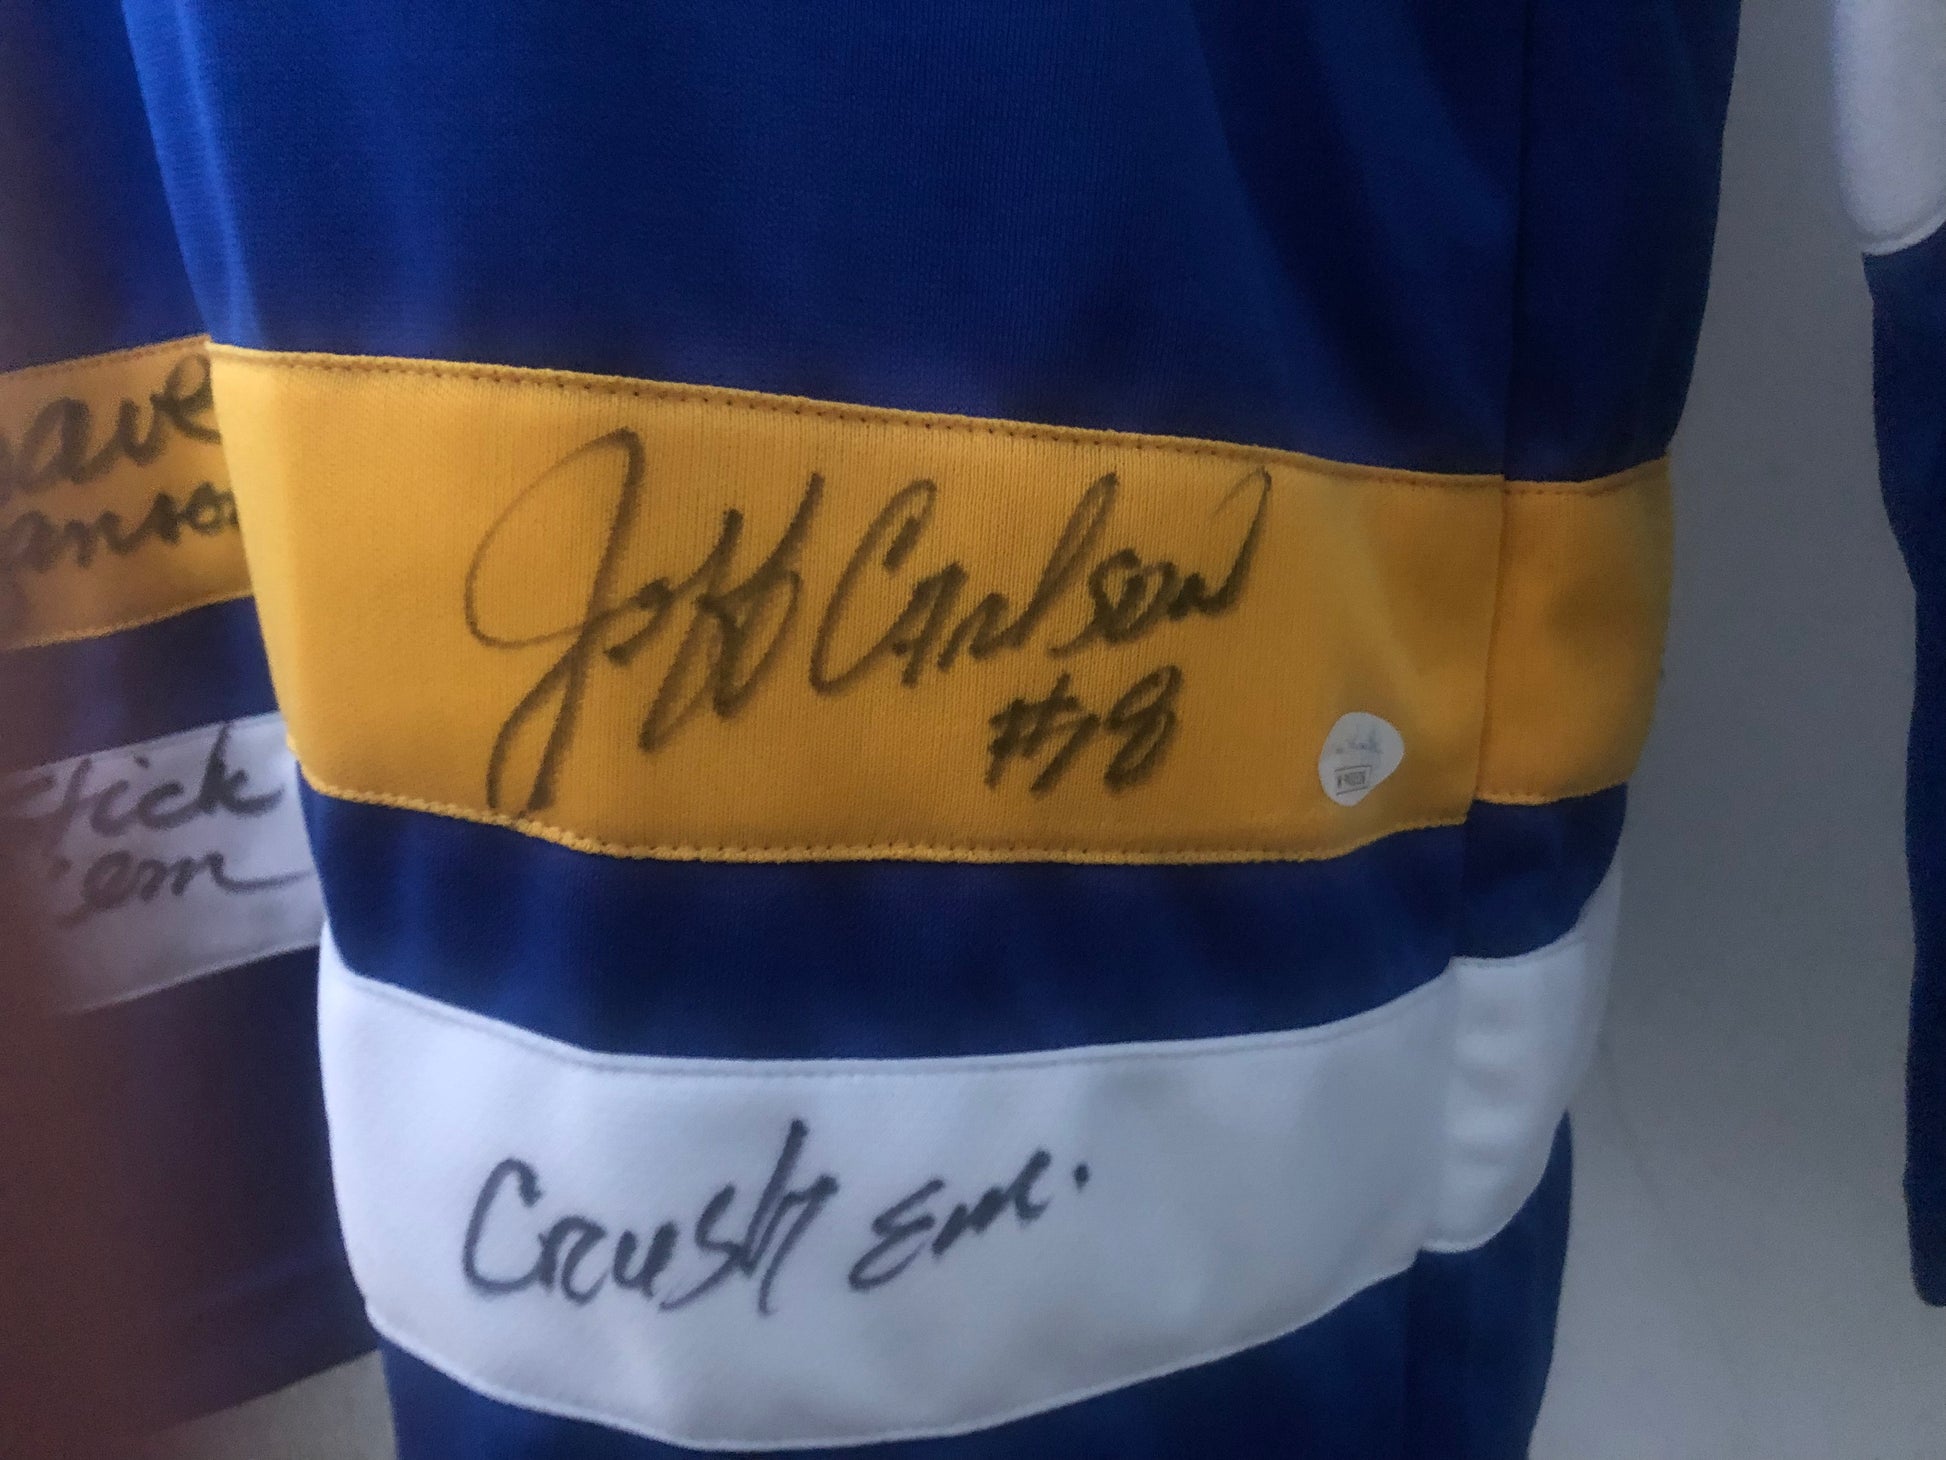 Dave
Hanson
Stick
'em
Jeff Carlson
#18
Crush em.